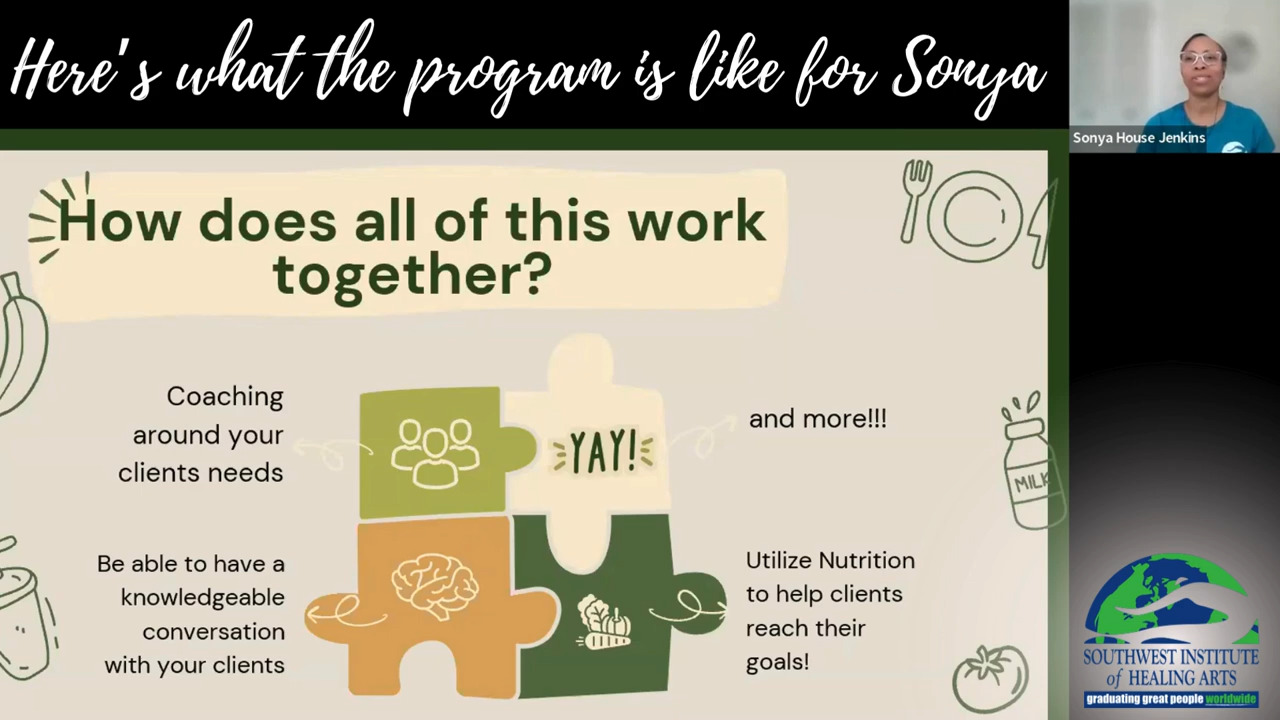 Here's what the program is like for Sonya
Sonya House Jenkins
How does all of this work
together?
Coaching
around your
clients needs
YAY!
and more!!!
MILK
Be able to have a
knowledgeable
conversation
with your clients
Utilize Nutrition
to help clients
reach their
goals!
SOUTHWEST INSTITUTE
of HEALING ARTS
graduating great people worldwide